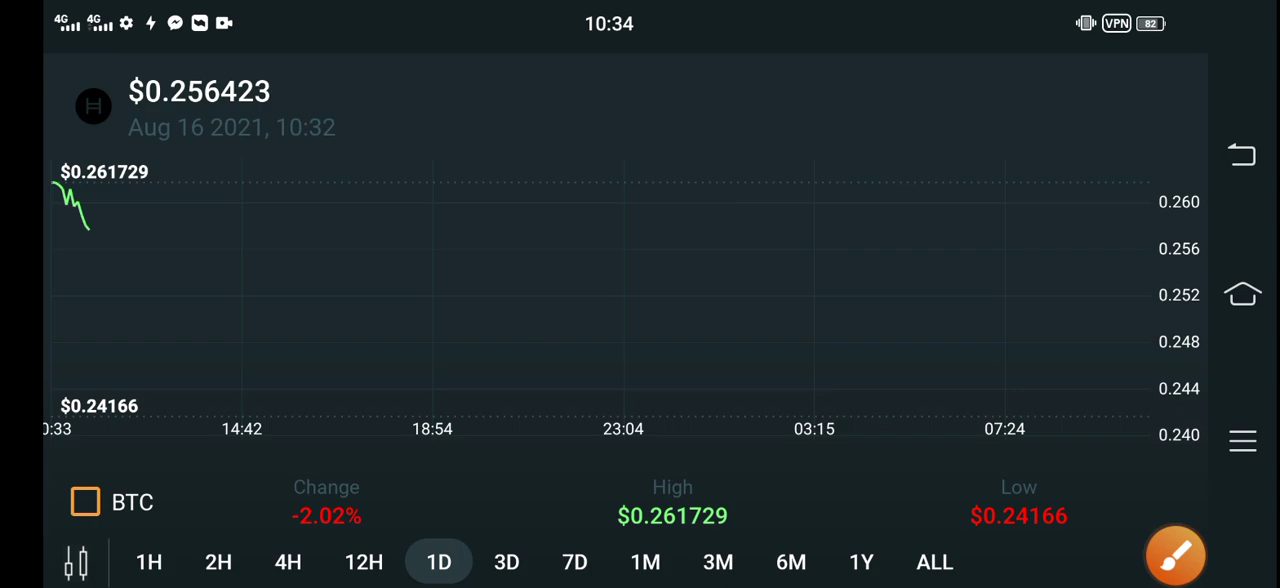 4G 4G 10:34 VPN 82
$0.256423
Aug 16 2021, 10:32
$0.261729
0.260
0.256
0.252
0.248
0.244
$0.24166
0:33 14:42 18:54 23:04 03:15 07:24 0.240
BTC
Change High Low
-2.02% $0.261729 $0.24166
1H 2H 4H 12H 1D 3D 7D 1M 3M 6M 1Y ALL